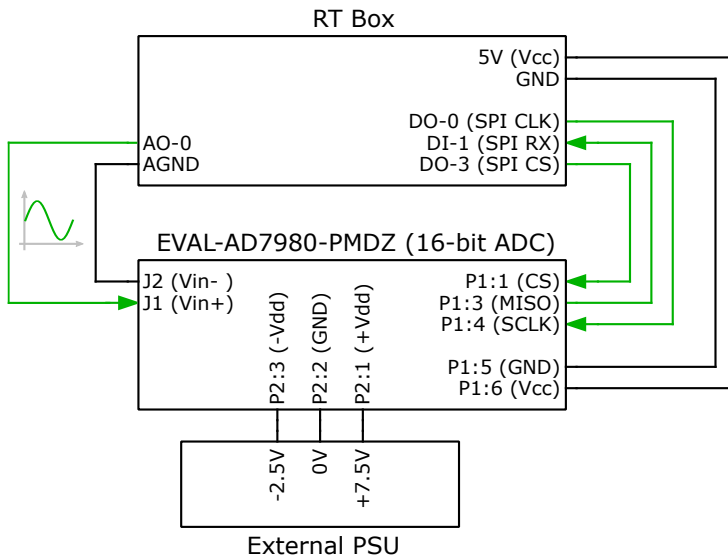 RT Box
5V (Vcc)
GND
DO-0 (SPI CLK)
AO-0
DI-1 (SPI RX)
AGND
DO-3 (SPI CS)
EVAL-AD7980-PMDZ (16-bit ADC)
J2 (Vin- )
P1:1 (CS)
J1 (Vin+)
P1:3 (MISO)
P1:4 (SCLK)
P2:3 (-Vdd)
P2:2 (GND)
P2:1 (+Vdd)
P1:5 (GND)
P1:6 (Vcc)
-2.5V
0V
+7.5V
External PSU